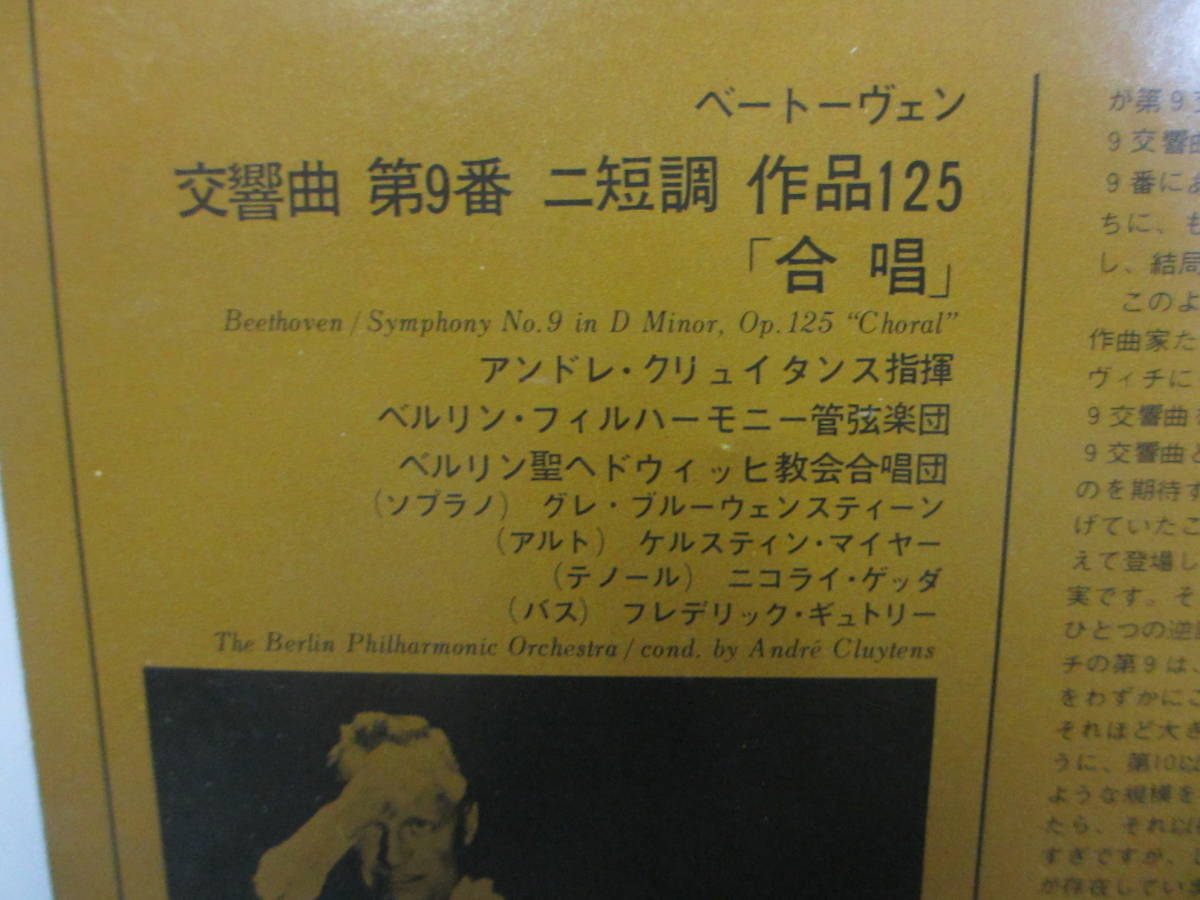 ベートーヴェン
交響曲 第9番 ニ短調 作品125
「合 唱」
Beethoven / Symphony No.9 in D Minor, Op.125 “Choral”
アンドレ・クリュイタンス指揮
ベルリン・フィルハーモニー管弦楽団
ベルリン聖ヘドウィッヒ教会合唱団
(ソプラノ) グレ・ブルーウェンスティーン
(アルト) ケルスティン・マイヤー
(テノール) ニコライ・ゲッダ
(バス) フレデリック・ギュトリー
The Berlin Philharmonic Orchestra / cond. by André Cluytens
が第9交
9交響曲
9番にあ
ちに、も
し、結局
このよ
作曲家た
ヴィチに
9交響曲
9交響曲と
のを期待す
げていたこ
えて登場し
実です。そ
ひとつの逆
チの第9は、
をわずかにこ
それほど大き
うに、第10以
ような規模を
たら、それ以
すぎですが、
が存在していま